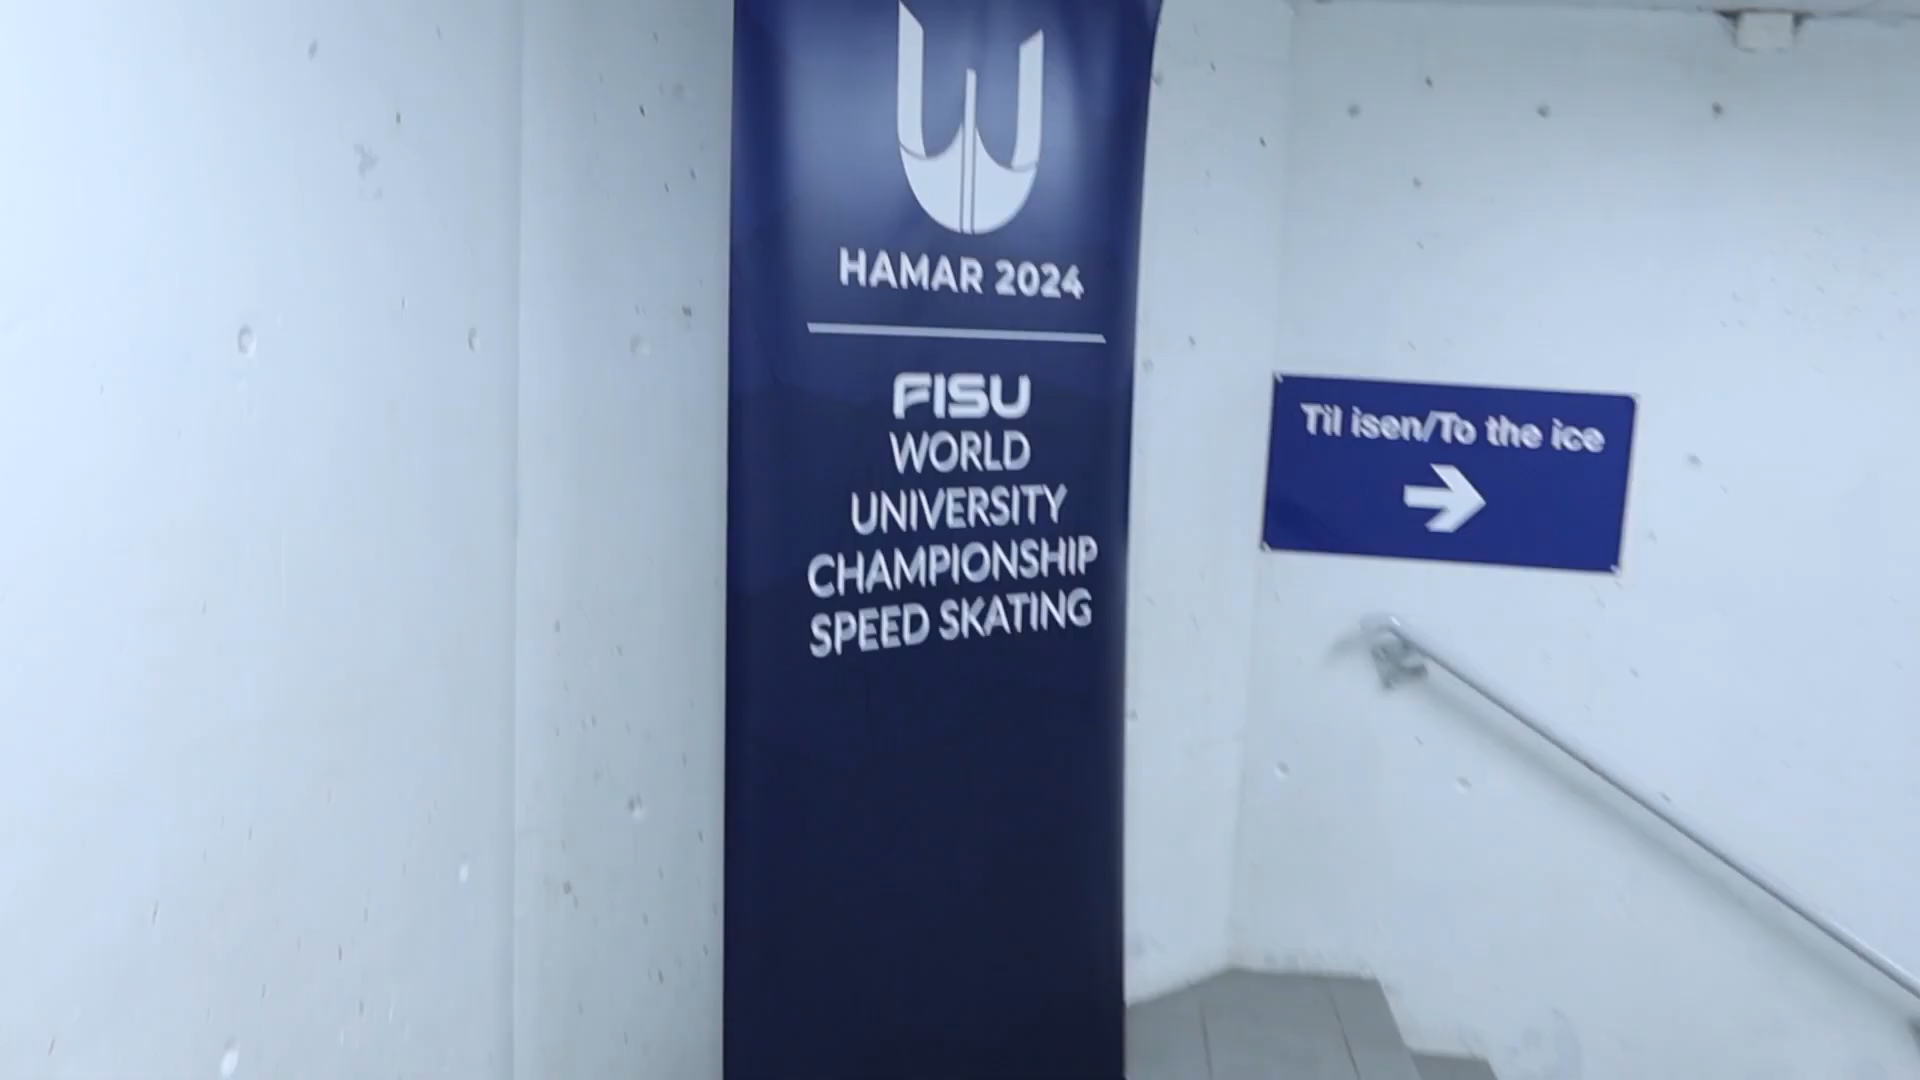 HAMAR 2024
FISU
WORLD
UNIVERSITY
CHAMPIONSHIP
SPEED SKATING
Til isen/To the ice